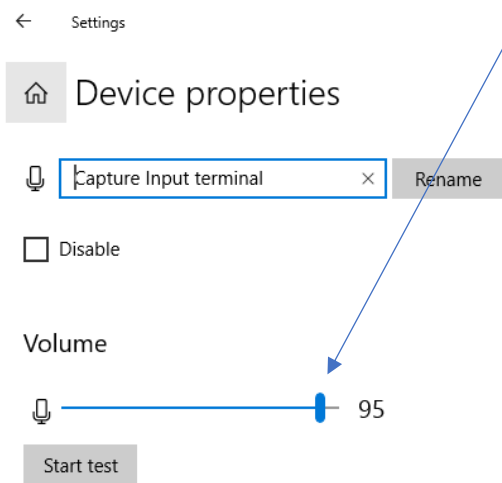 Settings
Device properties
Capture Input terminal Rename
Disable
Volume
95
Start test